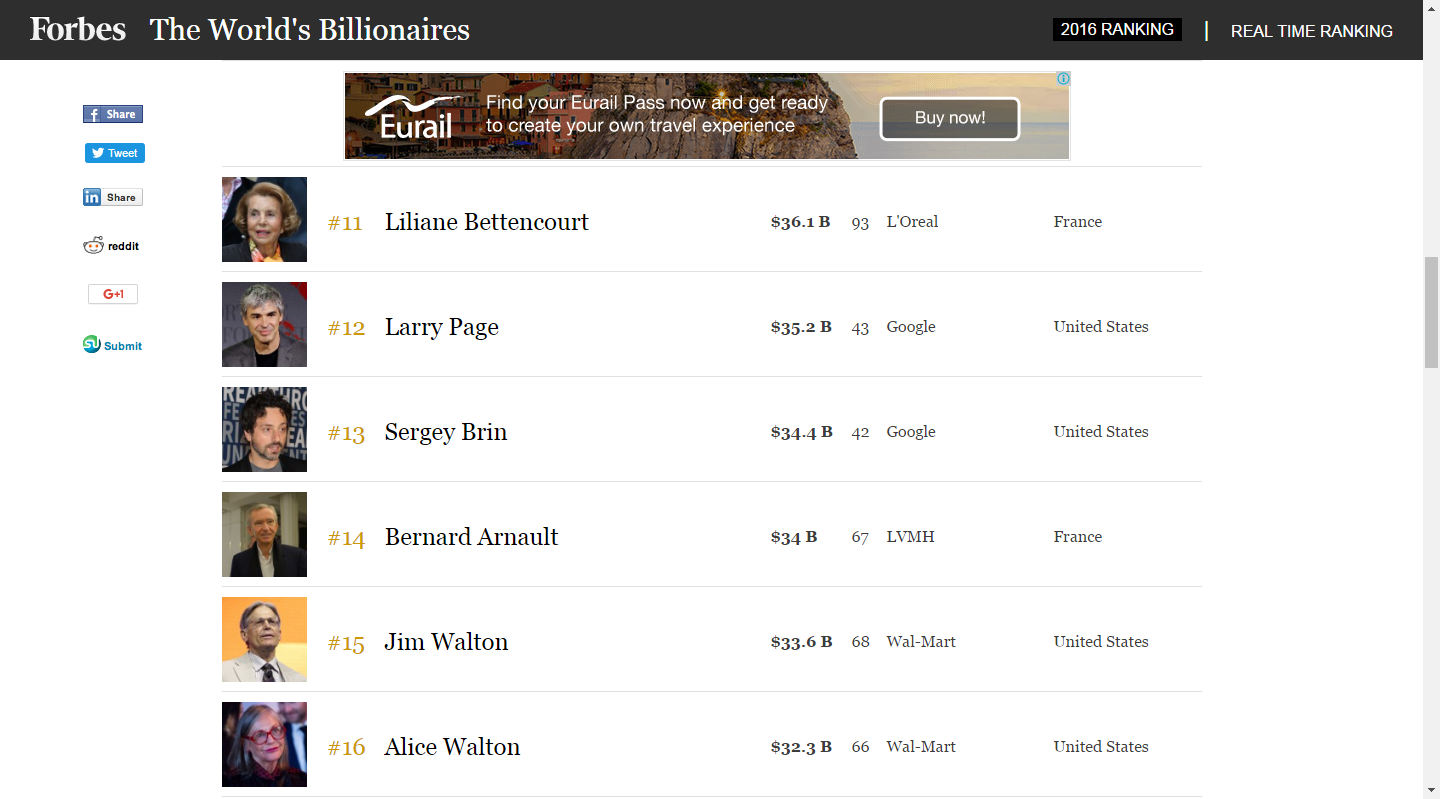 Forbes The World's Billionaires 2016 RANKING | REAL TIME RANKING
Eurail
Find your Eurail Pass now and get ready
to create your own travel experience
Buy now!
f Share
Tweet
in Share
reddit
G+1
Submit
#11 Liliane Bettencourt $36.1 B 93 L'Oreal France
#12 Larry Page $35.2 B 43 Google United States
#13 Sergey Brin $34.4 B 42 Google United States
#14 Bernard Arnault $34 B 67 LVMH France
#15 Jim Walton $33.6 B 68 Wal-Mart United States
#16 Alice Walton $32.3 B 66 Wal-Mart United States